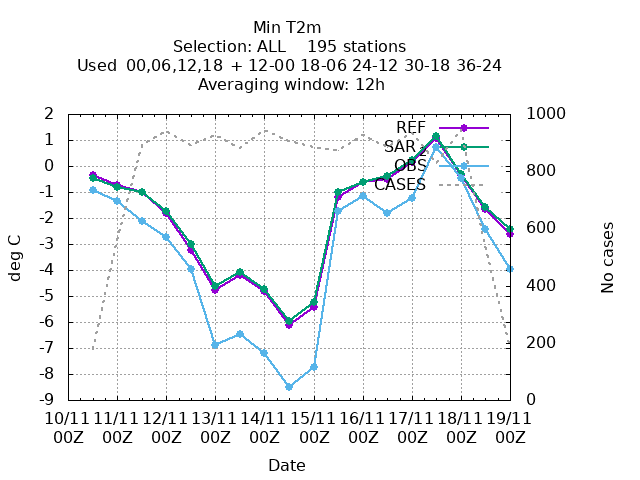 Min T2m
Selection: ALL 195 stations
Used 00,06,12,18 + 12-00 18-06 24-12 30-18 36-24
Averaging window: 12h
2
1
0
-1
-2
-3
-4
-5
-6
-7
-8
-9
deg C
1000
800
600
400
200
0
No cases
REF
SAR
OBS
CASES
10/11 11/11 12/11 13/11 14/11 15/11 16/11 17/11 18/11 19/11
00Z 00Z 00Z 00Z 00Z 00Z 00Z 00Z 00Z 00Z
Date